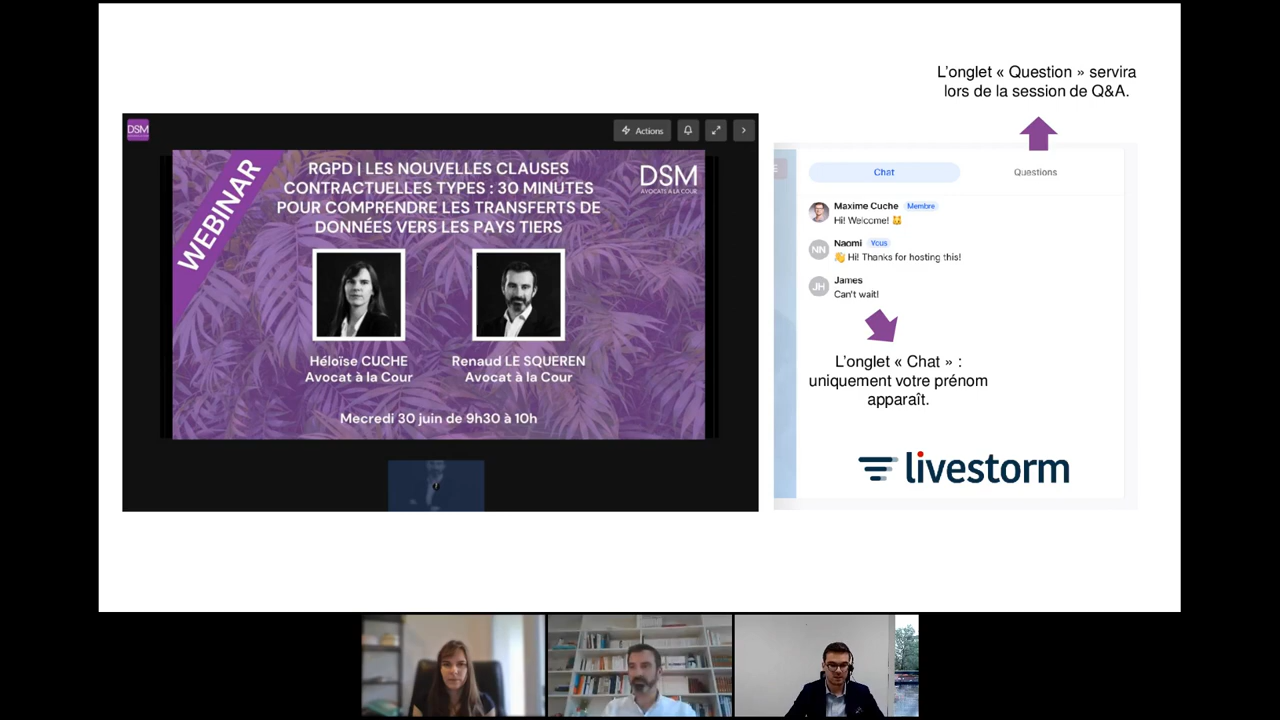 L'onglet « Question » servira
lors de la session de Q&A.
DSM
Actions
WEBINAR
RGPD | LES NOUVELLES CLAUSES
CONTRACTUELLES TYPES : 30 MINUTES
POUR COMPRENDRE LES TRANSFERTS DE
DONNÉES VERS LES PAYS TIERS
DSM
AVOCATS À LA COUR
Héloïse CUCHE
Avocat à la Cour
Renaud LE SQUEREN
Avocat à la Cour
Mecredi 30 juin de 9h30 à 10h
Chat
Questions
Maxime Cuche Membre
Hi! Welcome!
NN
Naomi Vous
Hi! Thanks for hosting this!
JH
James
Can't wait!
L'onglet « Chat » :
uniquement votre prénom
apparaît.
livestorm